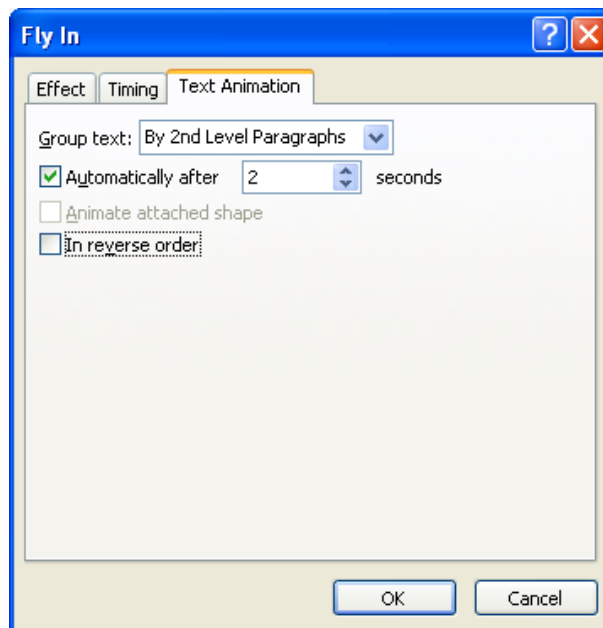 Fly In
Effect Timing Text Animation
Group text: By 2nd Level Paragraphs
Automatically after 2 seconds
Animate attached shape
In reverse order
OK Cancel